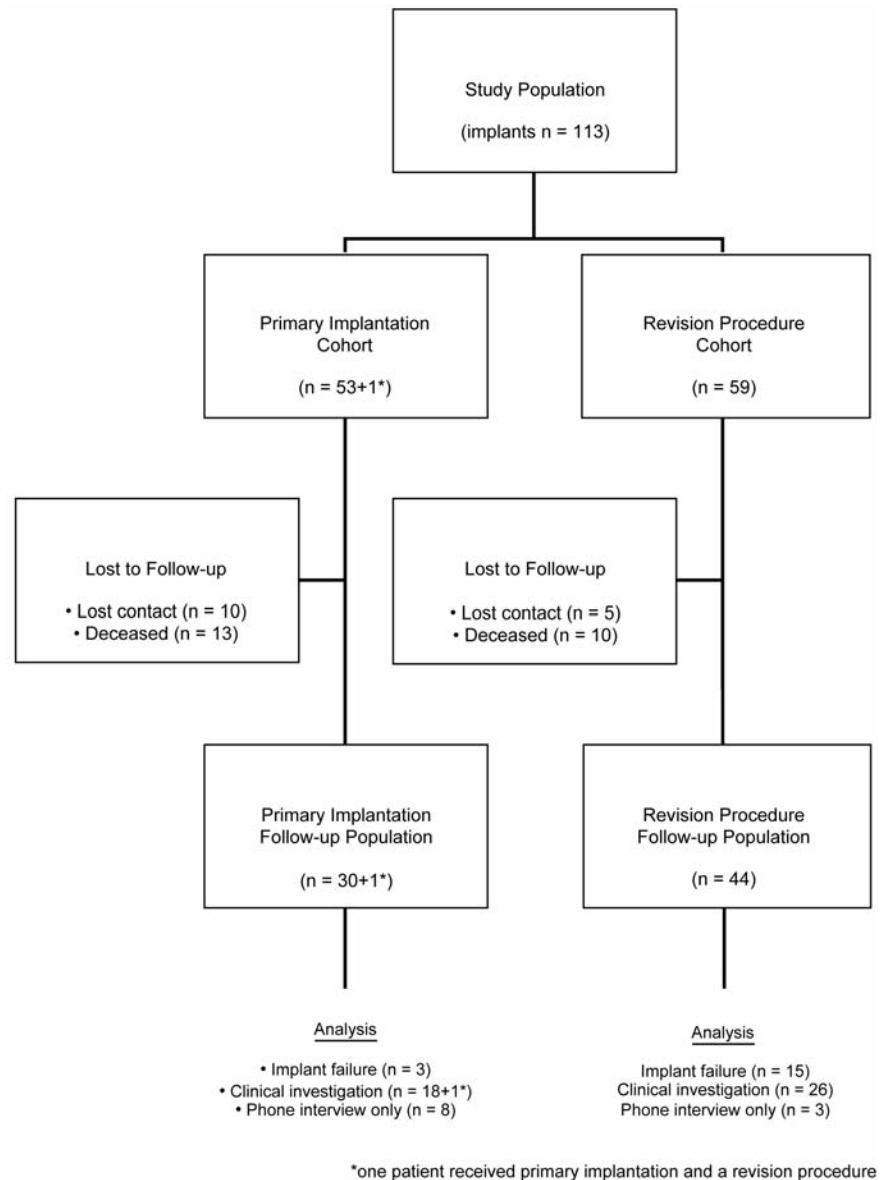 Study Population
(implants n = 113)
Primary Implantation
Cohort
(n = 53+1*)
Revision Procedure
Cohort
(n = 59)
Lost to Follow-up
• Lost contact (n = 10)
• Deceased (n = 13)
Lost to Follow-up
• Lost contact (n = 5)
• Deceased (n = 10)
Primary Implantation
Follow-up Population
(n = 30+1*)
Revision Procedure
Follow-up Population
(n = 44)
Analysis
• Implant failure (n = 3)
• Clinical investigation (n = 18+1*)
• Phone interview only (n = 8)
Analysis
Implant failure (n = 15)
Clinical investigation (n = 26)
Phone interview only (n = 3)
*one patient received primary implantation and a revision procedure